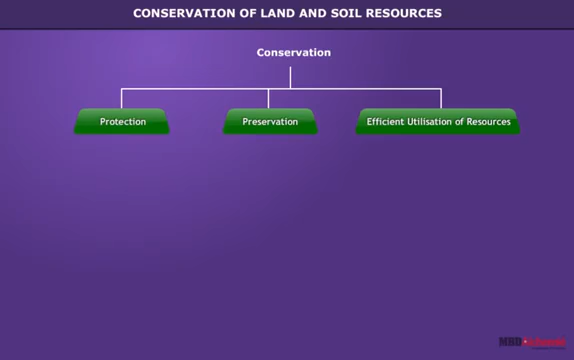 CONSERVATION OF LAND AND SOIL RESOURCES
Conservation
Protection
Preservation
Efficient Utilisation of Resources
MBD